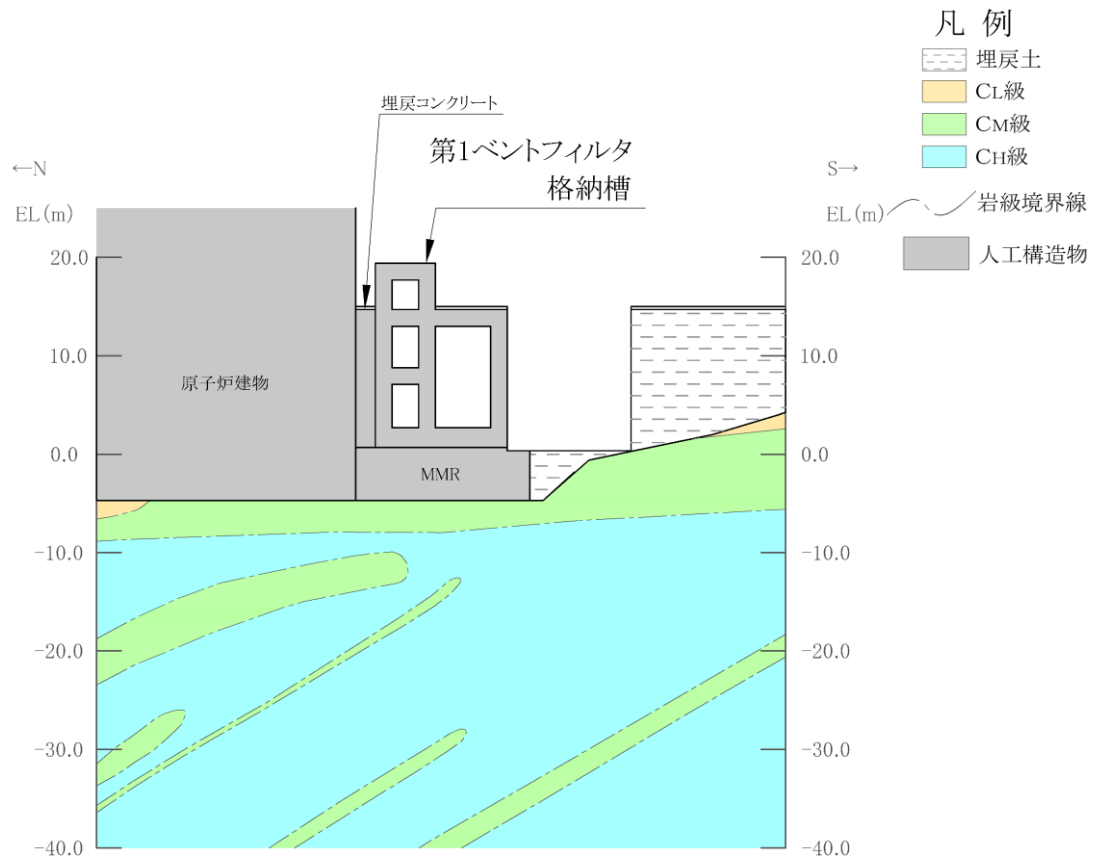 凡 例
埋戻土
CL級
CM級
CH級
岩級境界線
人工構造物
埋戻コンクリート
第1ベントフィルタ
格納槽
←N
S→
EL(m)
EL(m)
20.0
20.0
10.0
10.0
原子炉建物
0.0
0.0
MMR
-10.0
-10.0
-20.0
-20.0
-30.0
-30.0
-40.0
-40.0